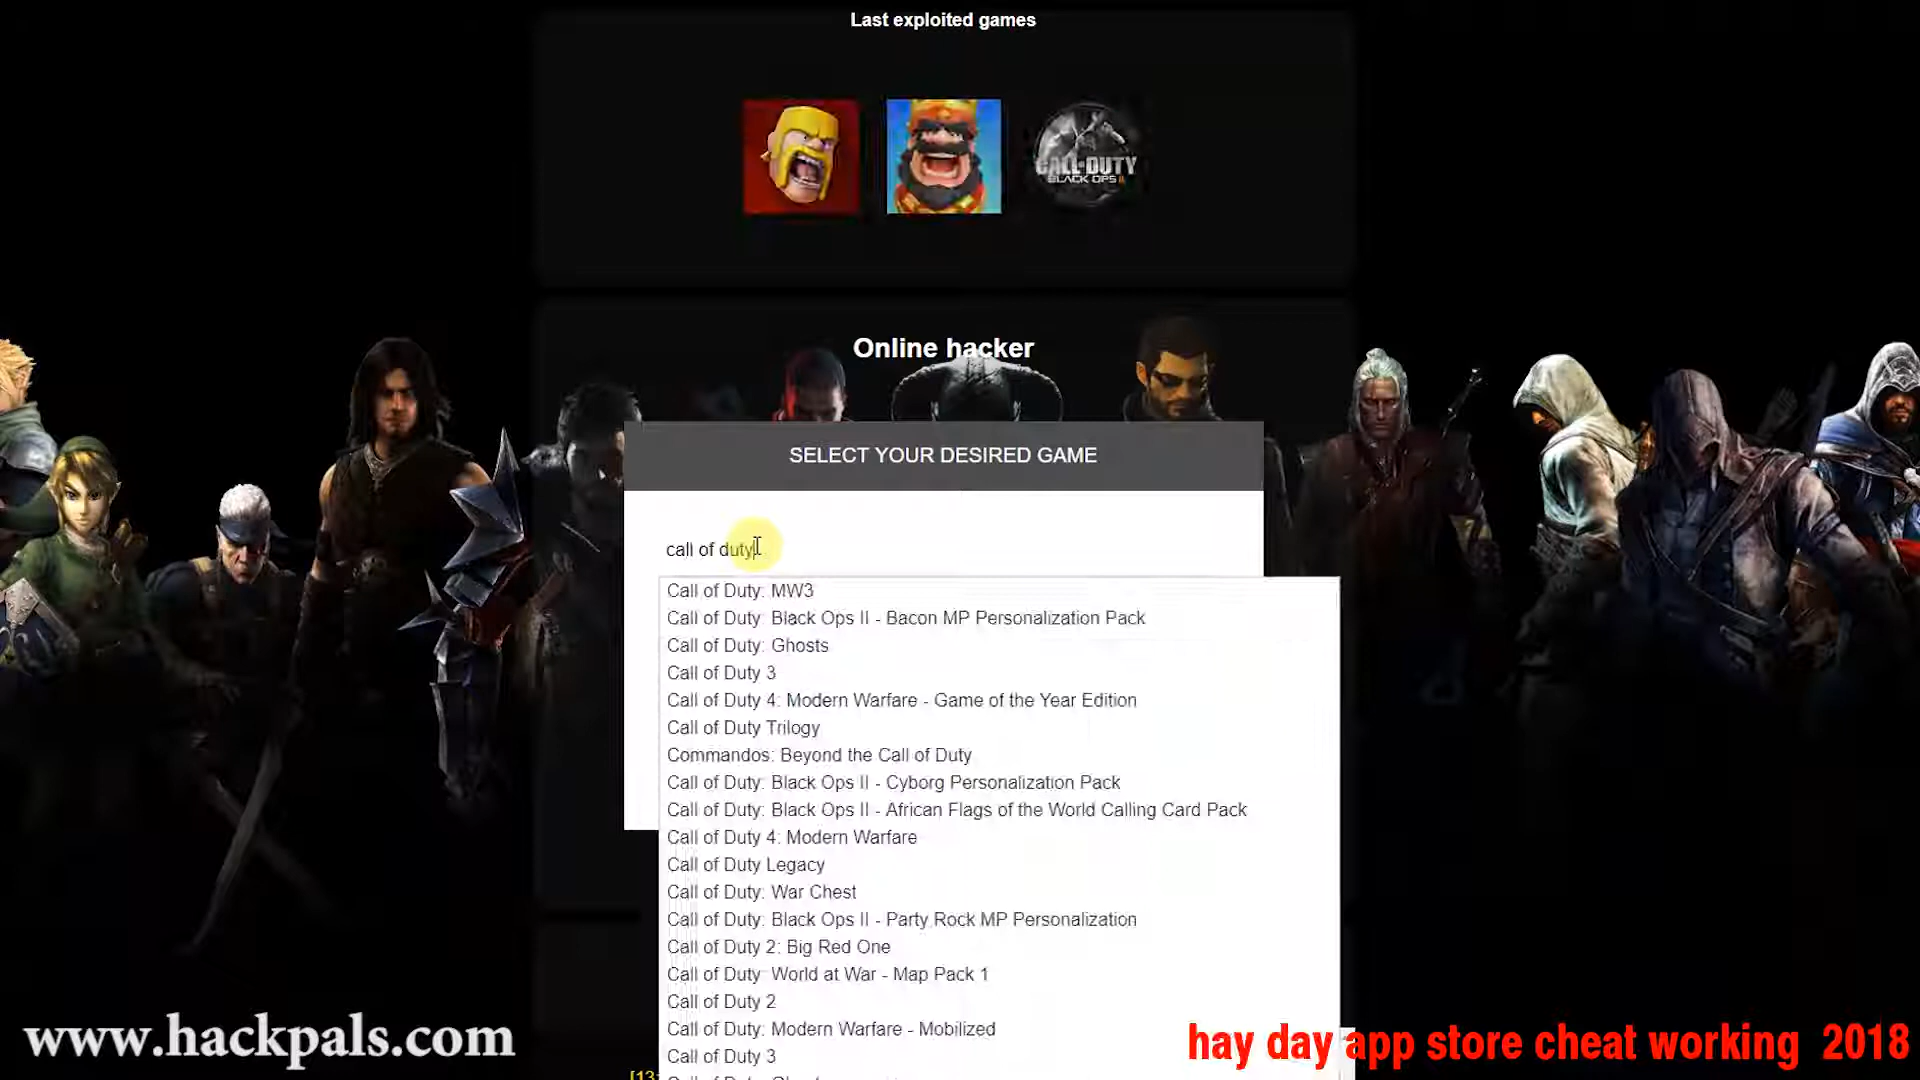 Last exploited games
CALL·DUTY
BLACK OPS II
Online hacker
SELECT YOUR DESIRED GAME
call of duty
Call of Duty: MW3
Call of Duty: Black Ops II - Bacon MP Personalization Pack
Call of Duty: Ghosts
Call of Duty 3
Call of Duty 4: Modern Warfare - Game of the Year Edition
Call of Duty Trilogy
Commandos: Beyond the Call of Duty
Call of Duty: Black Ops II - Cyborg Personalization Pack
Call of Duty: Black Ops II - African Flags of the World Calling Card Pack
Call of Duty 4: Modern Warfare
Call of Duty Legacy
Call of Duty: War Chest
Call of Duty: Black Ops II - Party Rock MP Personalization
Call of Duty 2: Big Red One
Call of Duty: World at War - Map Pack 1
Call of Duty 2
Call of Duty: Modern Warfare - Mobilized
Call of Duty 3
[13:
www.hackpals.com
hay day app store cheat working 2018